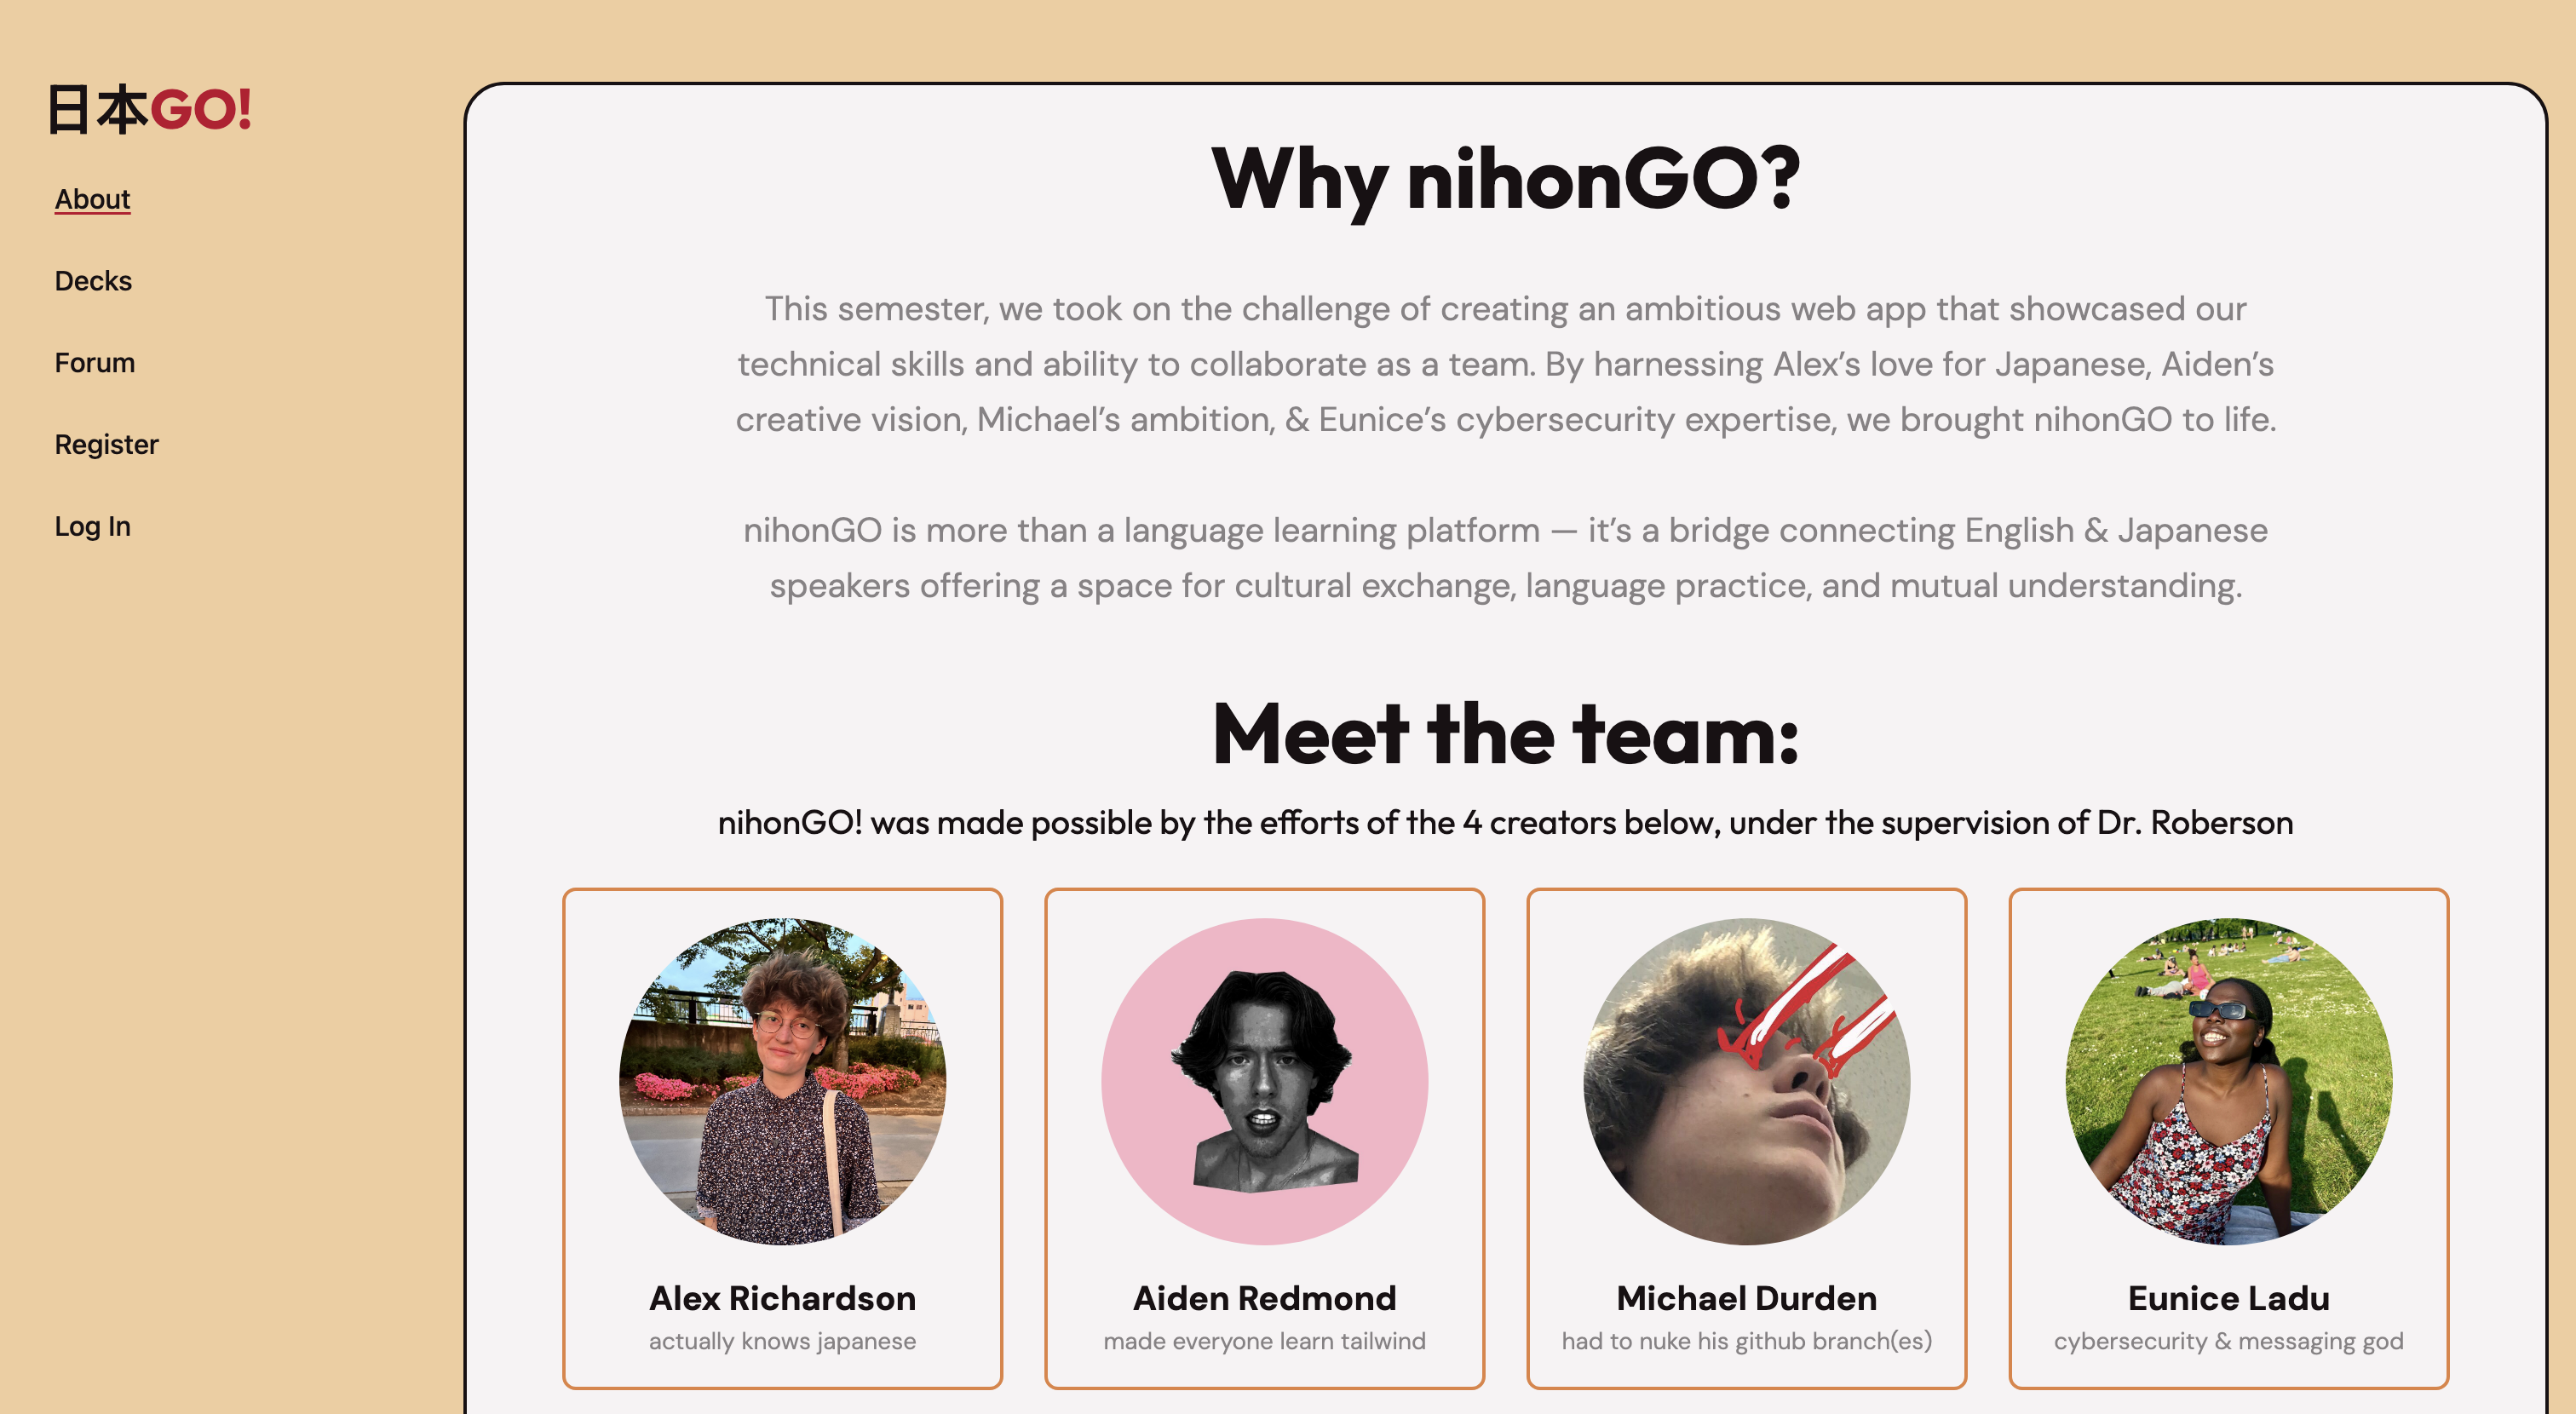 日本GO!
About
Decks
Forum
Register
Log In
Why nihonGO?
This semester, we took on the challenge of creating an ambitious web app that showcased our
technical skills and ability to collaborate as a team. By harnessing Alex’s love for Japanese, Aiden’s
creative vision, Michael’s ambition, & Eunice’s cybersecurity expertise, we brought nihonGO to life.
nihonGO is more than a language learning platform — it’s a bridge connecting English & Japanese
speakers offering a space for cultural exchange, language practice, and mutual understanding.
Meet the team:
nihonGO! was made possible by the efforts of the 4 creators below, under the supervision of Dr. Roberson
Alex Richardson
actually knows japanese
Aiden Redmond
made everyone learn tailwind
Michael Durden
had to nuke his github branch(es)
Eunice Ladu
cybersecurity & messaging god